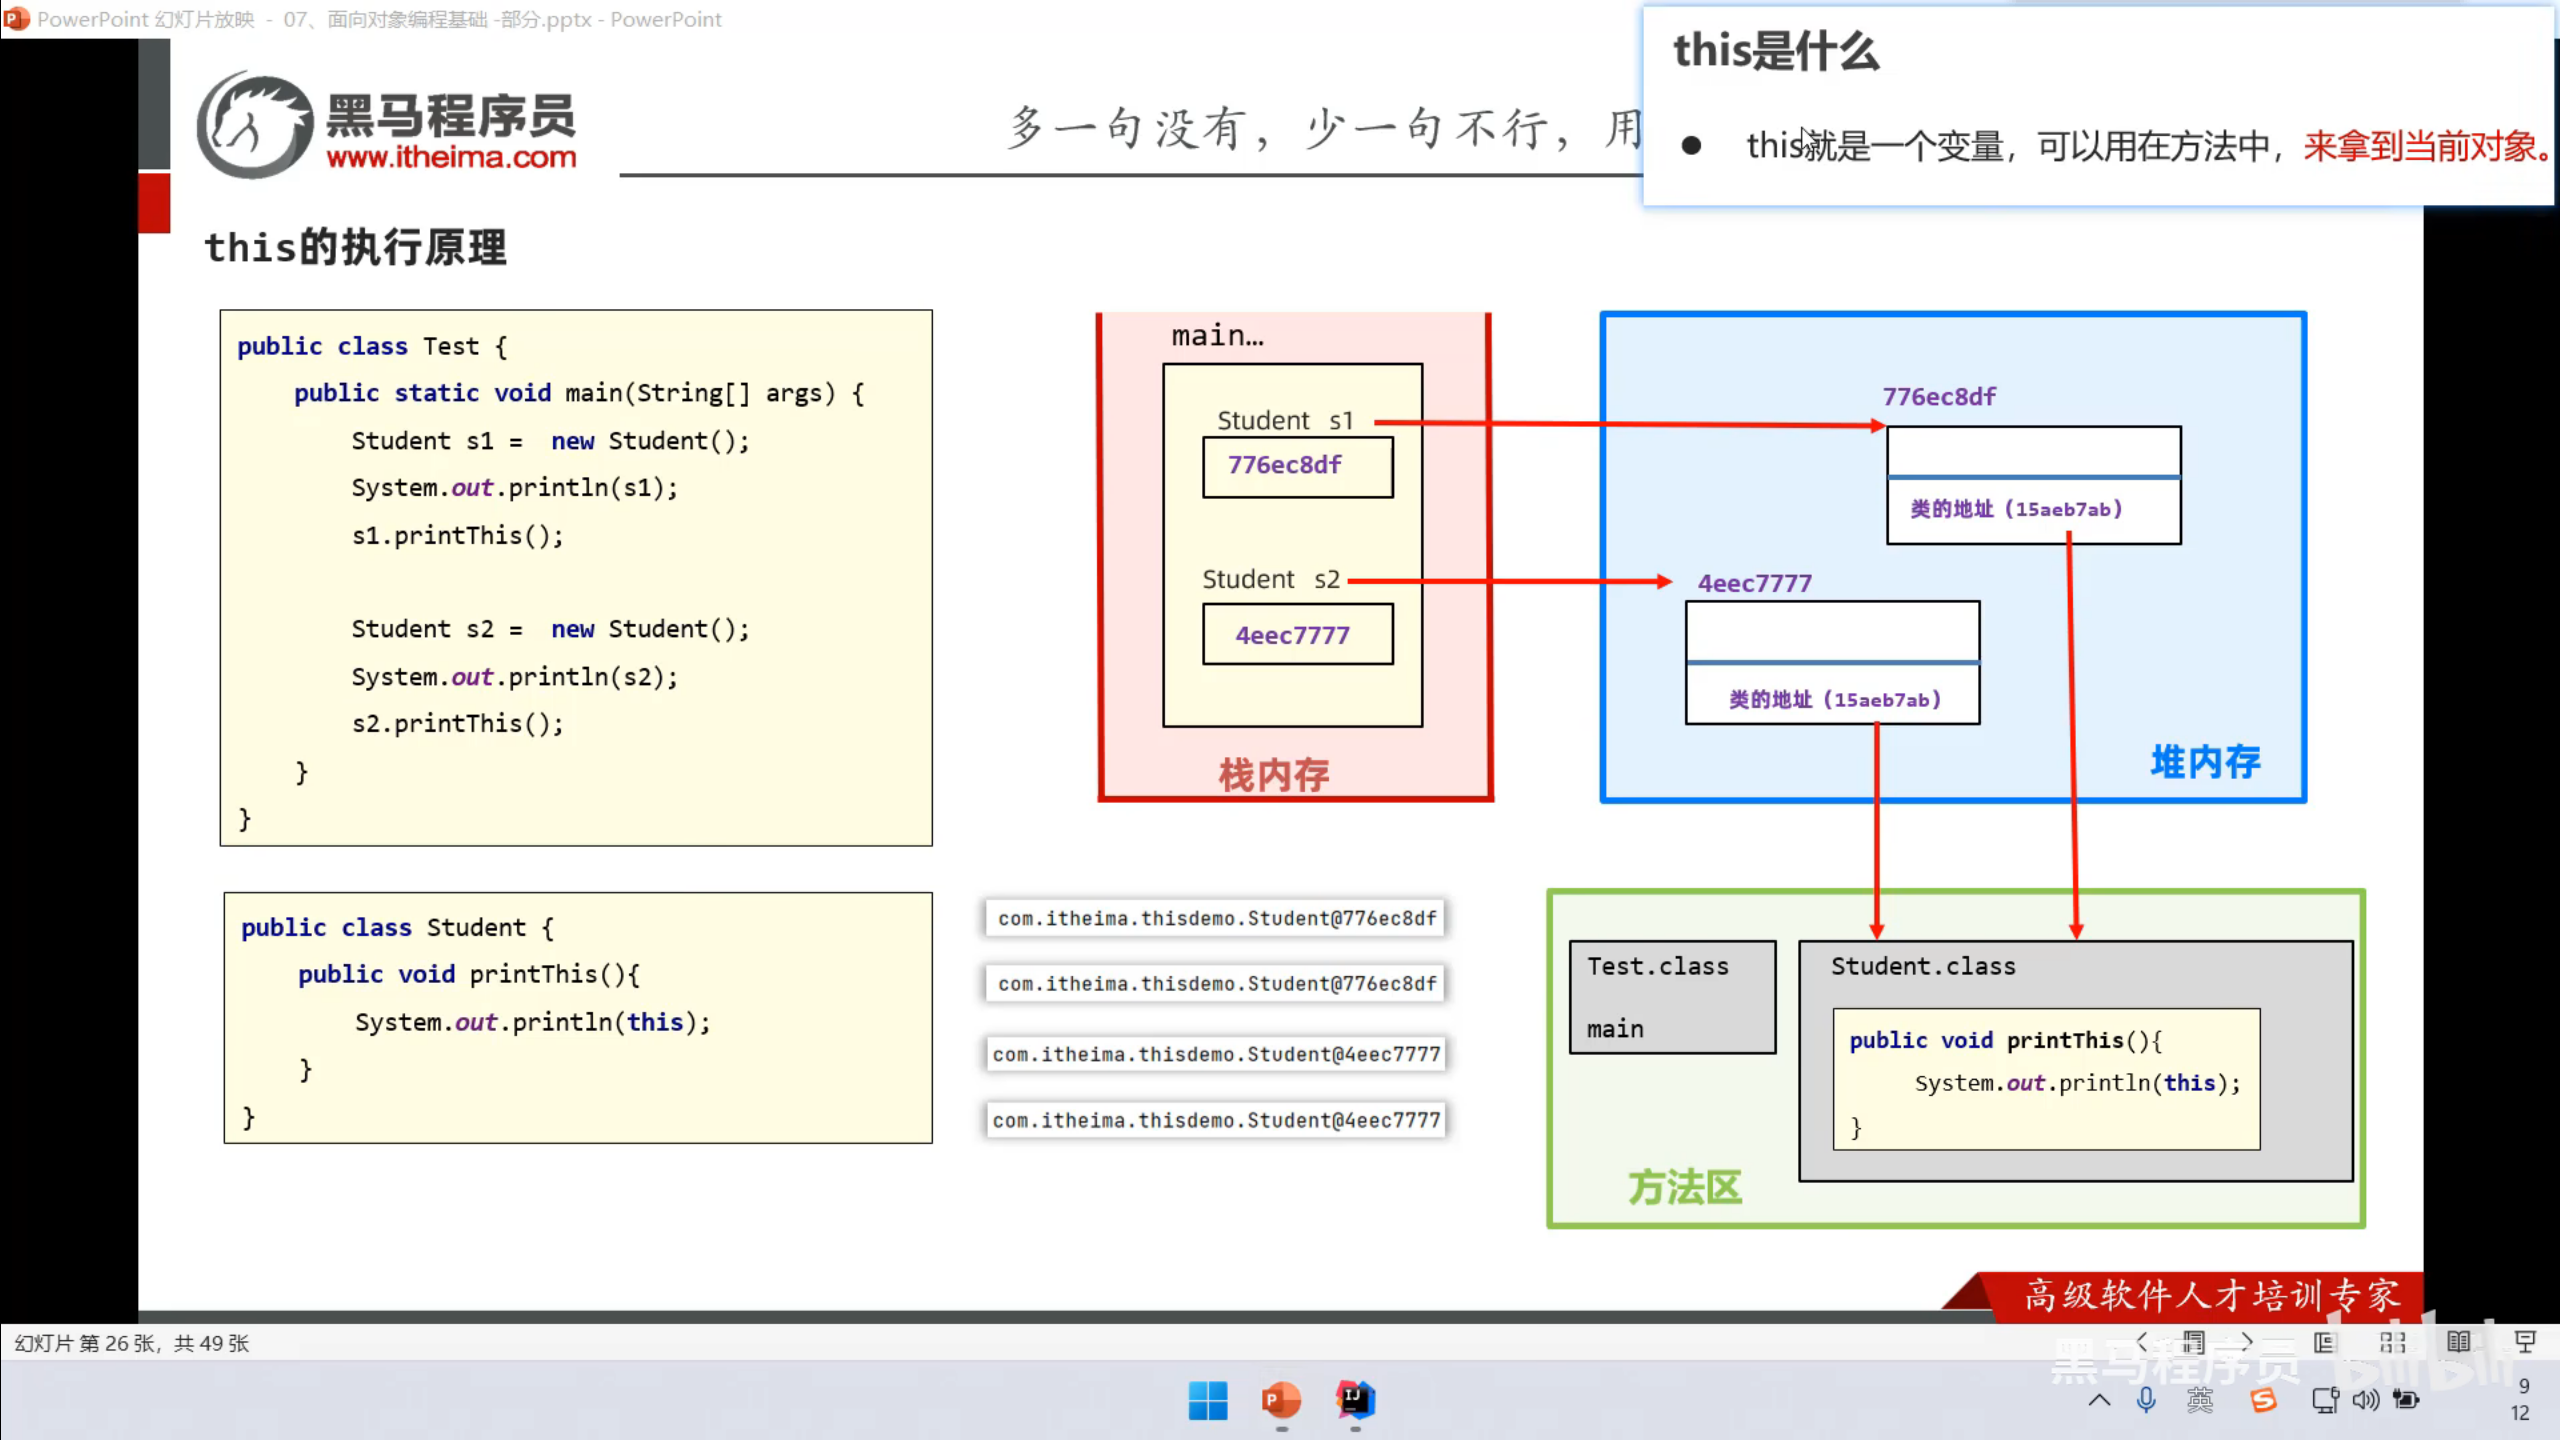 PowerPoint 幻灯片放映 - 07、面向对象编程基础 -部分.pptx - PowerPoint
黑马程序员
www.itheima.com
多一句没有，少一句不行，用
this是什么
● this就是一个变量，可以用在方法中，来拿到当前对象。
this的执行原理
public class Test {
public static void main(String[] args) {
Student s1 = new Student();
System.out.println(s1);
s1.printThis();
Student s2 = new Student();
System.out.println(s2);
s2.printThis();
}
}
public class Student {
public void printThis(){
System.out.println(this);
}
}
main…
Student s1
776ec8df
Student s2
4eec7777
栈内存
776ec8df
类的地址（15aeb7ab）
4eec7777
类的地址（15aeb7ab）
堆内存
com.itheima.thisdemo.Student@776ec8df
com.itheima.thisdemo.Student@776ec8df
com.itheima.thisdemo.Student@4eec7777
com.itheima.thisdemo.Student@4eec7777
Test.class
main
Student.class
public void printThis(){
System.out.println(this);
}
方法区
高级软件人才培训专家
幻灯片 第 26 张，共 49 张
黑马程序员 bilibili
英
9
12